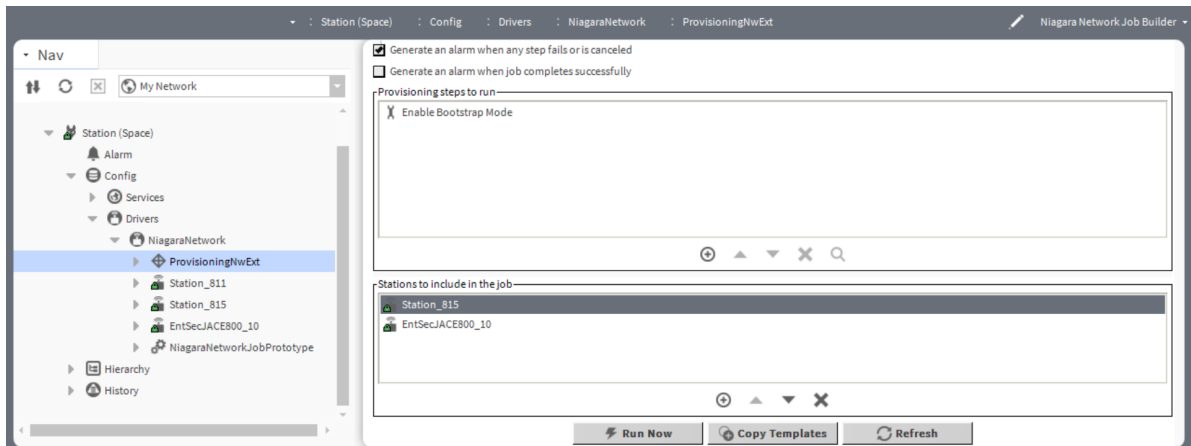 : Station (Space) : Config : Drivers : NiagaraNetwork : ProvisioningNwExt Niagara Network Job Builder
Nav
My Network
Station (Space)
Alarm
Config
Services
Drivers
NiagaraNetwork
ProvisioningNwExt
Station_811
Station_815
EntSecJACE800_10
NiagaraNetworkJobPrototype
Hierarchy
History
Generate an alarm when any step fails or is canceled
Generate an alarm when job completes successfully
Provisioning steps to run
Enable Bootstrap Mode
Stations to include in the job
Station_815
EntSecJACE800_10
Run Now Copy Templates Refresh